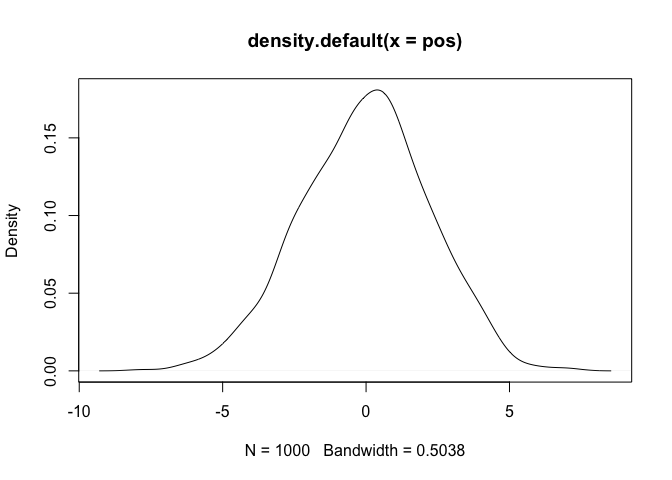 density.default(x = pos)
Density
0.15
0.10
0.05
0.00
-10 -5 0 5
N = 1000 Bandwidth = 0.5038